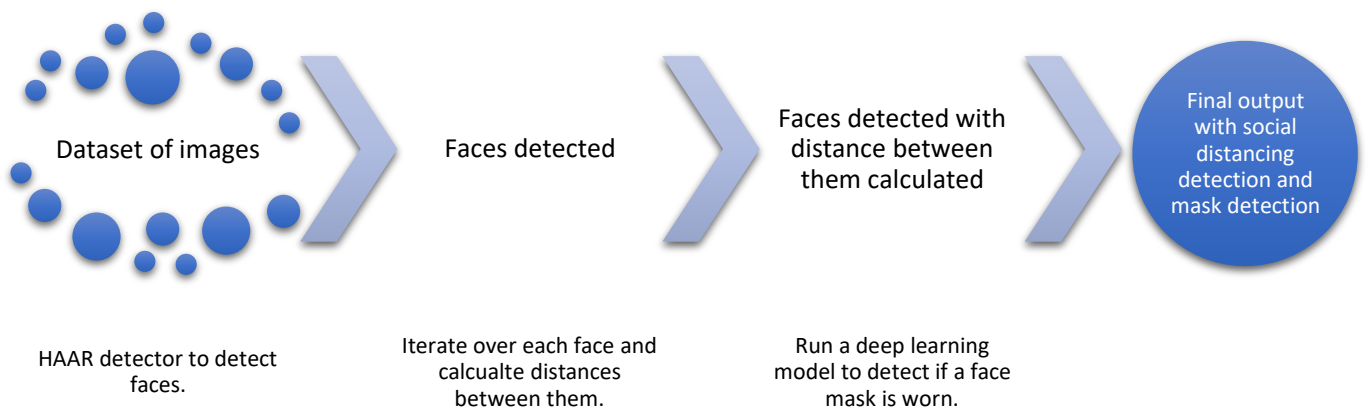 Dataset of images
Faces detected
Faces detected with
distance between
them calculated
Final output
with social
distancing
detection and
mask detection
HAAR detector to detect
faces.
Iterate over each face and
calcualte distances
between them.
Run a deep learning
model to detect if a face
mask is worn.